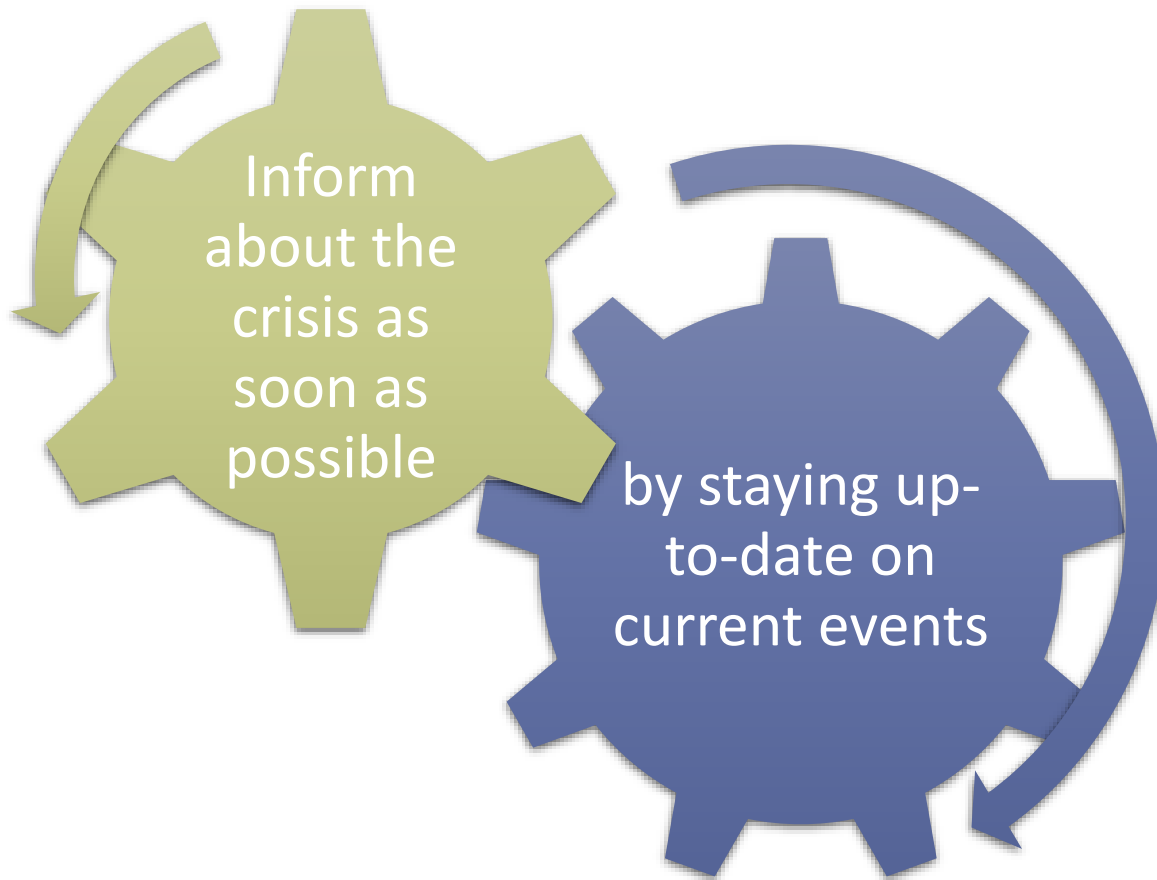 Inform
about the
crisis as
soon as
possible
by staying up-
to-date on
current events